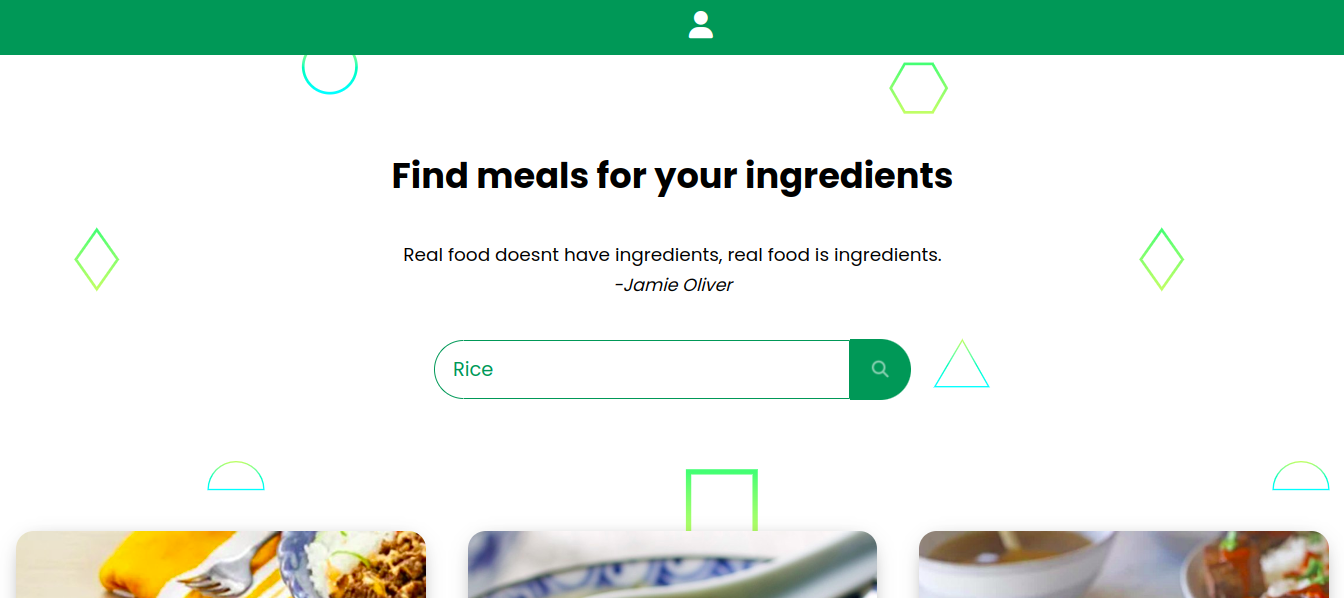 Find meals for your ingredients
Real food doesnt have ingredients, real food is ingredients.
-Jamie Oliver
Rice